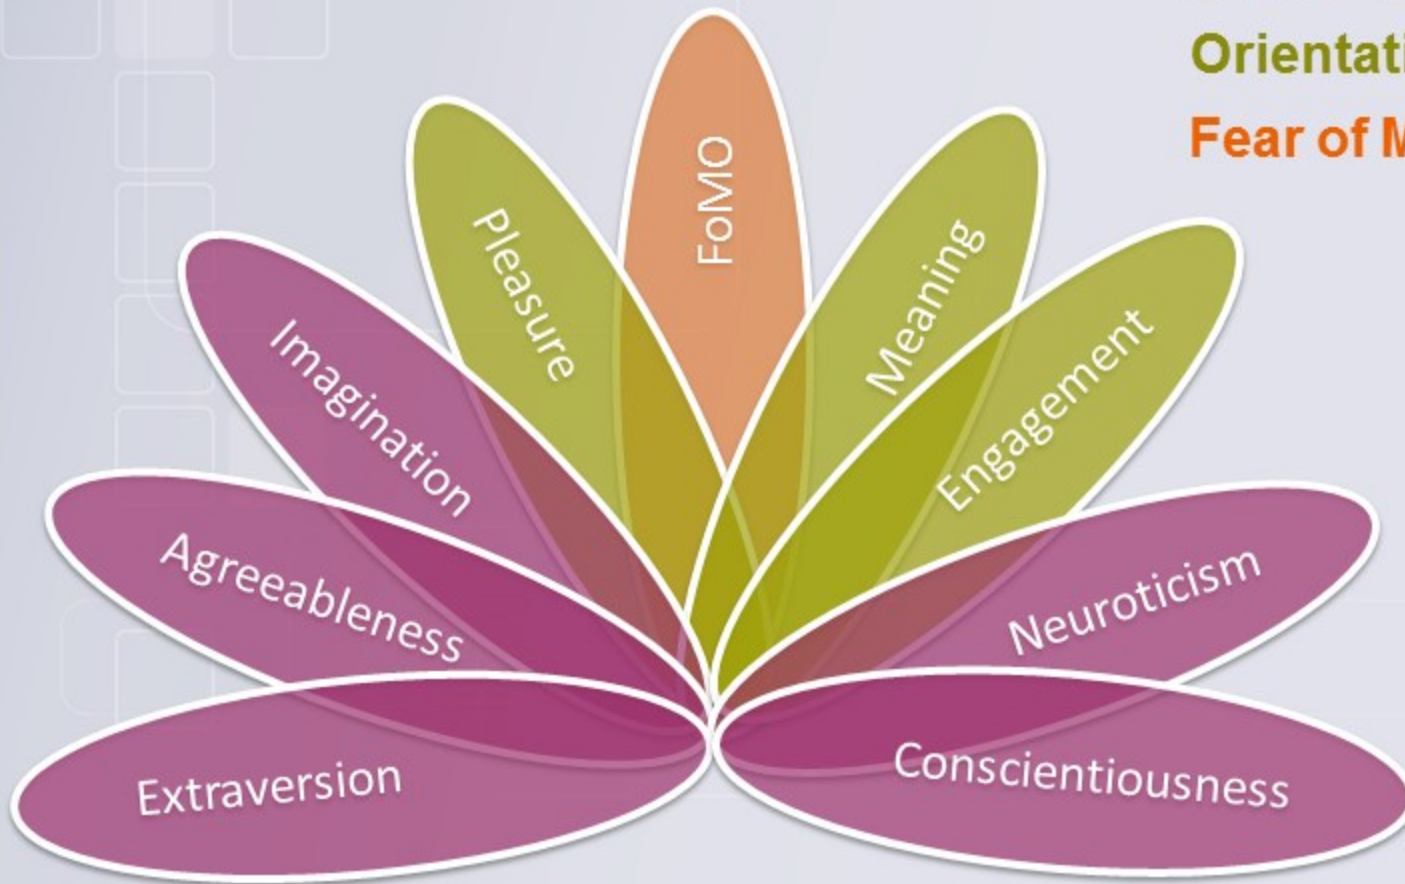 Orientati
Fear of M
FoMO
Pleasure
Meaning
Imagination
Engagement
Agreeableness
Neuroticism
Extraversion
Conscientiousness